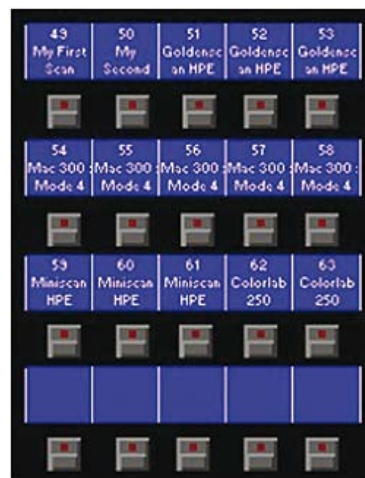 49 50 51 52 53
My First My Goldensc Goldensc Goldensc
Scan Second an HPE an HPE an HPE
54 55 56 57 58
Mac 300 : Mac 300 : Mac 300 : Mac 300 : Mac 300 :
Mode 4 Mode 4 Mode 4 Mode 4 Mode 4
59 60 61 62 63
Miniscan Miniscan Miniscan Colorlab Colorlab
HPE HPE HPE 250 250